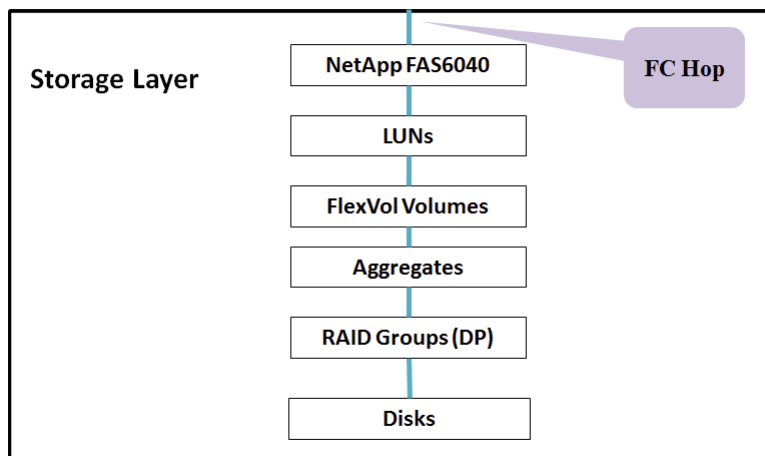 NetApp FAS6040
FC Hop
Storage Layer
LUNs
FlexVol Volumes
Aggregates
RAID Groups (DP)
Disks